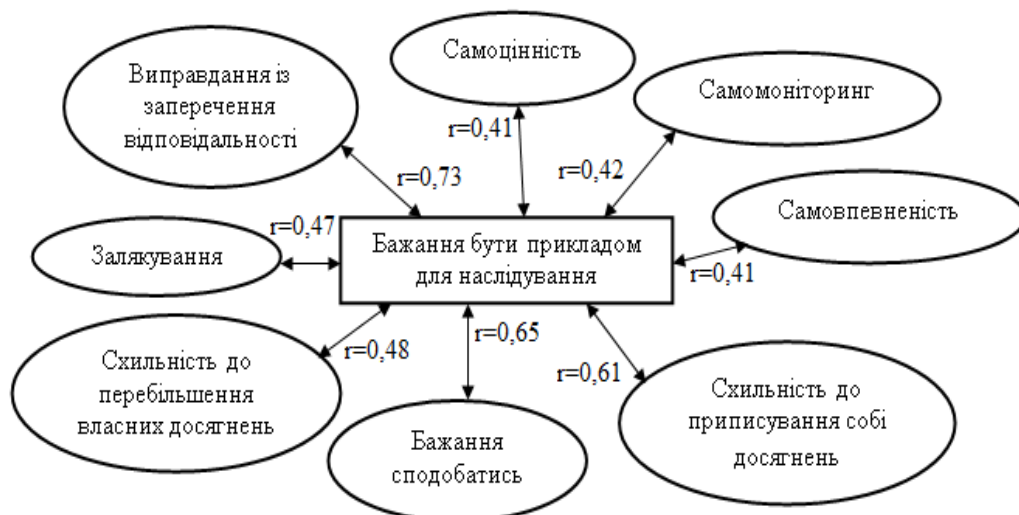 Виправдання із
заперечення
відповідальності
Самоцінність
Самомоніторинг
r=0,41
r=0,73
r=0,42
Самовпевненість
r=0,47
Залякування
Бажання бути прикладом
для наслідування
r=0,41
r=0,48
r=0,65
r=0,61
Схильність до
перебільшення
власних досягнень
Бажання
сподобатись
Схильність до
приписування собі
досягнень